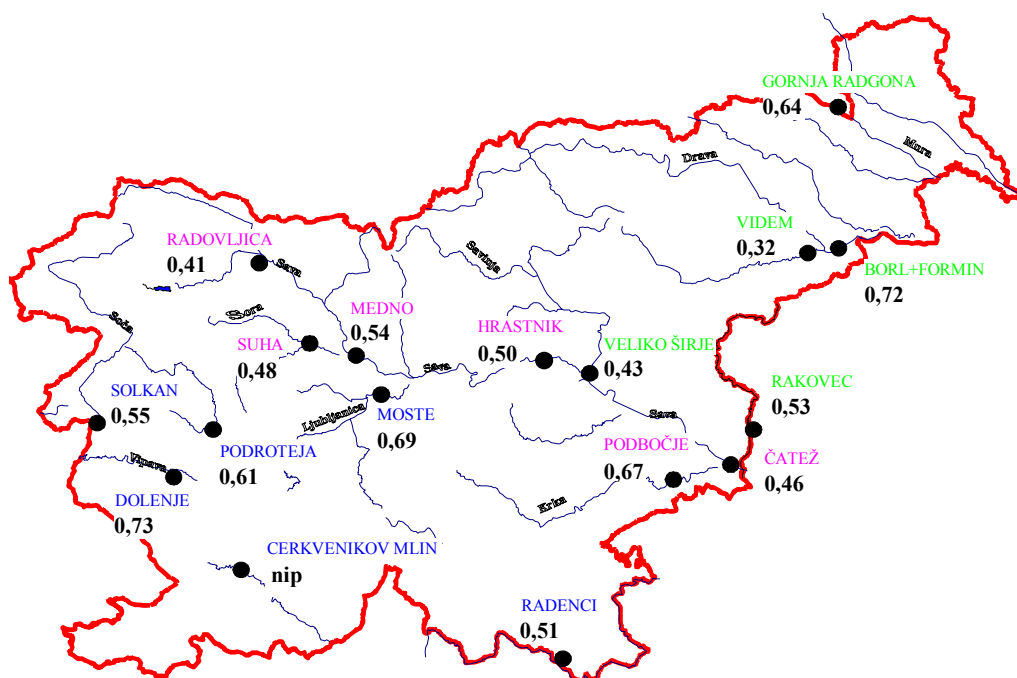 GORNJA RADGONA
0,64
Mura
Drava
VIDEM
0,32
BORL+FORMIN
0,72
RADOVLJICA
0,41
Sava
Savinja
Soča
Sora
SUHA
0,48
MEDNO
0,54
HRASTNIK
0,50
VELIKO ŠIRJE
0,43
Sava
SOLKAN
0,55
Ljubljanica
MOSTE
0,69
Sava
RAKOVEC
0,53
PODROTEJA
0,61
Vipava
DOLENJE
0,73
PODBOČJE
0,67
ČATEŽ
0,46
Krka
CERKVENIKOV MLIN
nip
RADENCI
0,51